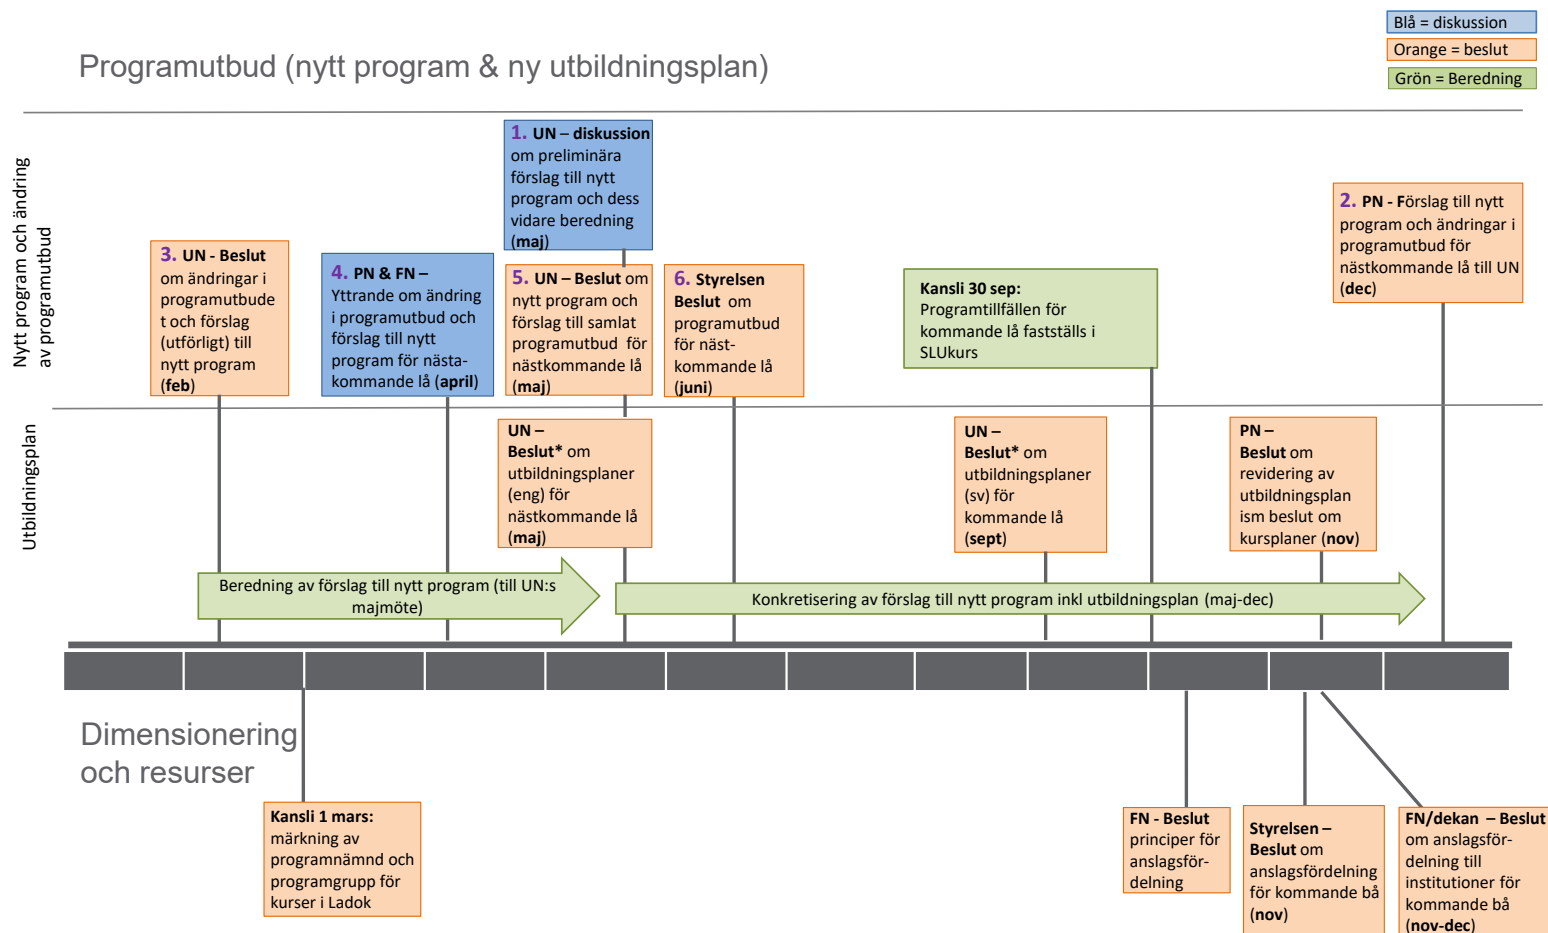 Blå = diskussion
Orange = beslut
Grön = Beredning
Programutbud (nytt program & ny utbildningsplan)
Nytt program och ändring
av programutbud
3. UN - Beslut
om ändringar i
programutbude
t och förslag
(utförligt) till
nytt program
(feb)
4. PN & FN –
Yttrande om ändring
i programutbud och
förslag till nytt
program för nästa-
kommande lå (april)
1. UN – diskussion
om preliminära
förslag till nytt
program och dess
vidare beredning
(maj)
5. UN – Beslut om
nytt program och
förslag till samlat
programutbud för
nästkommande lå
(maj)
6. Styrelsen
Beslut om
programutbud
för näst-
kommande lå
(juni)
Kansli 30 sep:
Programtillfällen för
kommande lå fastställs i
SLUkurs
2. PN - Förslag till nytt
program och ändringar i
programutbud för
nästkommande lå till UN
(dec)
Utbildningsplan
UN –
Beslut* om
utbildningsplaner
(eng) för
nästkommande lå
(maj)
UN –
Beslut* om
utbildningsplaner
(sv) för
kommande lå
(sept)
PN –
Beslut om
revidering av
utbildningsplan
ism beslut om
kursplaner (nov)
Beredning av förslag till nytt program (till UN:s
majmöte)
Konkretisering av förslag till nytt program inkl utbildningsplan (maj-dec)
Dimensionering
och resurser
Kansli 1 mars:
märkning av
programnämnd och
programgrupp för
kurser i Ladok
FN - Beslut
principer för
anslagsför-
delning
Styrelsen –
Beslut om
anslagsfördelning
för kommande bå
(nov)
FN/dekan – Beslut
om anslagsför-
delning till
institutioner för
kommande bå
(nov-dec)